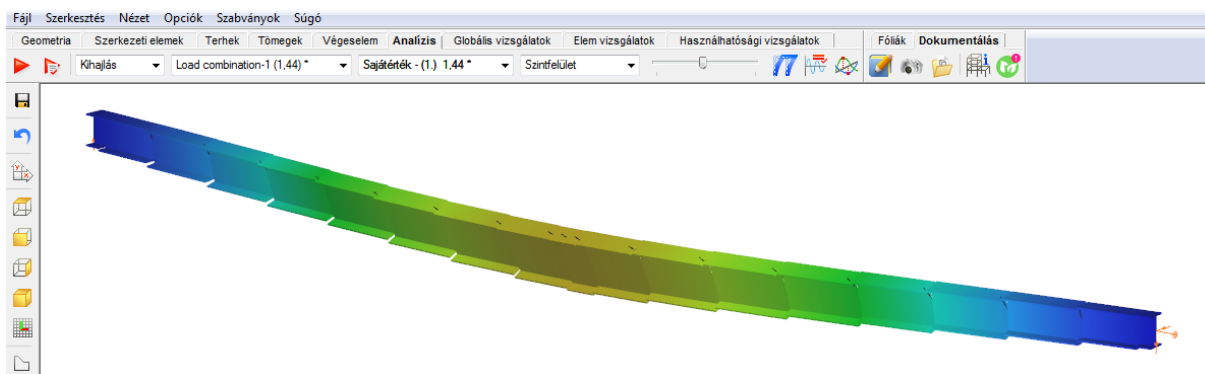 Fájl Szerkesztés Nézet Opciók Szabványok Súgó
Geometria Szerkezeti elemek Terhek Tömegek Végeselem Analízis Globális vizsgálatok Elem vizsgálatok Használhatósági vizsgálatok Fóliák Dokumentálás
Kihajlás Load combination-1 (1,44) * Sajátérték - (1.) 1,44 * Szintfelület